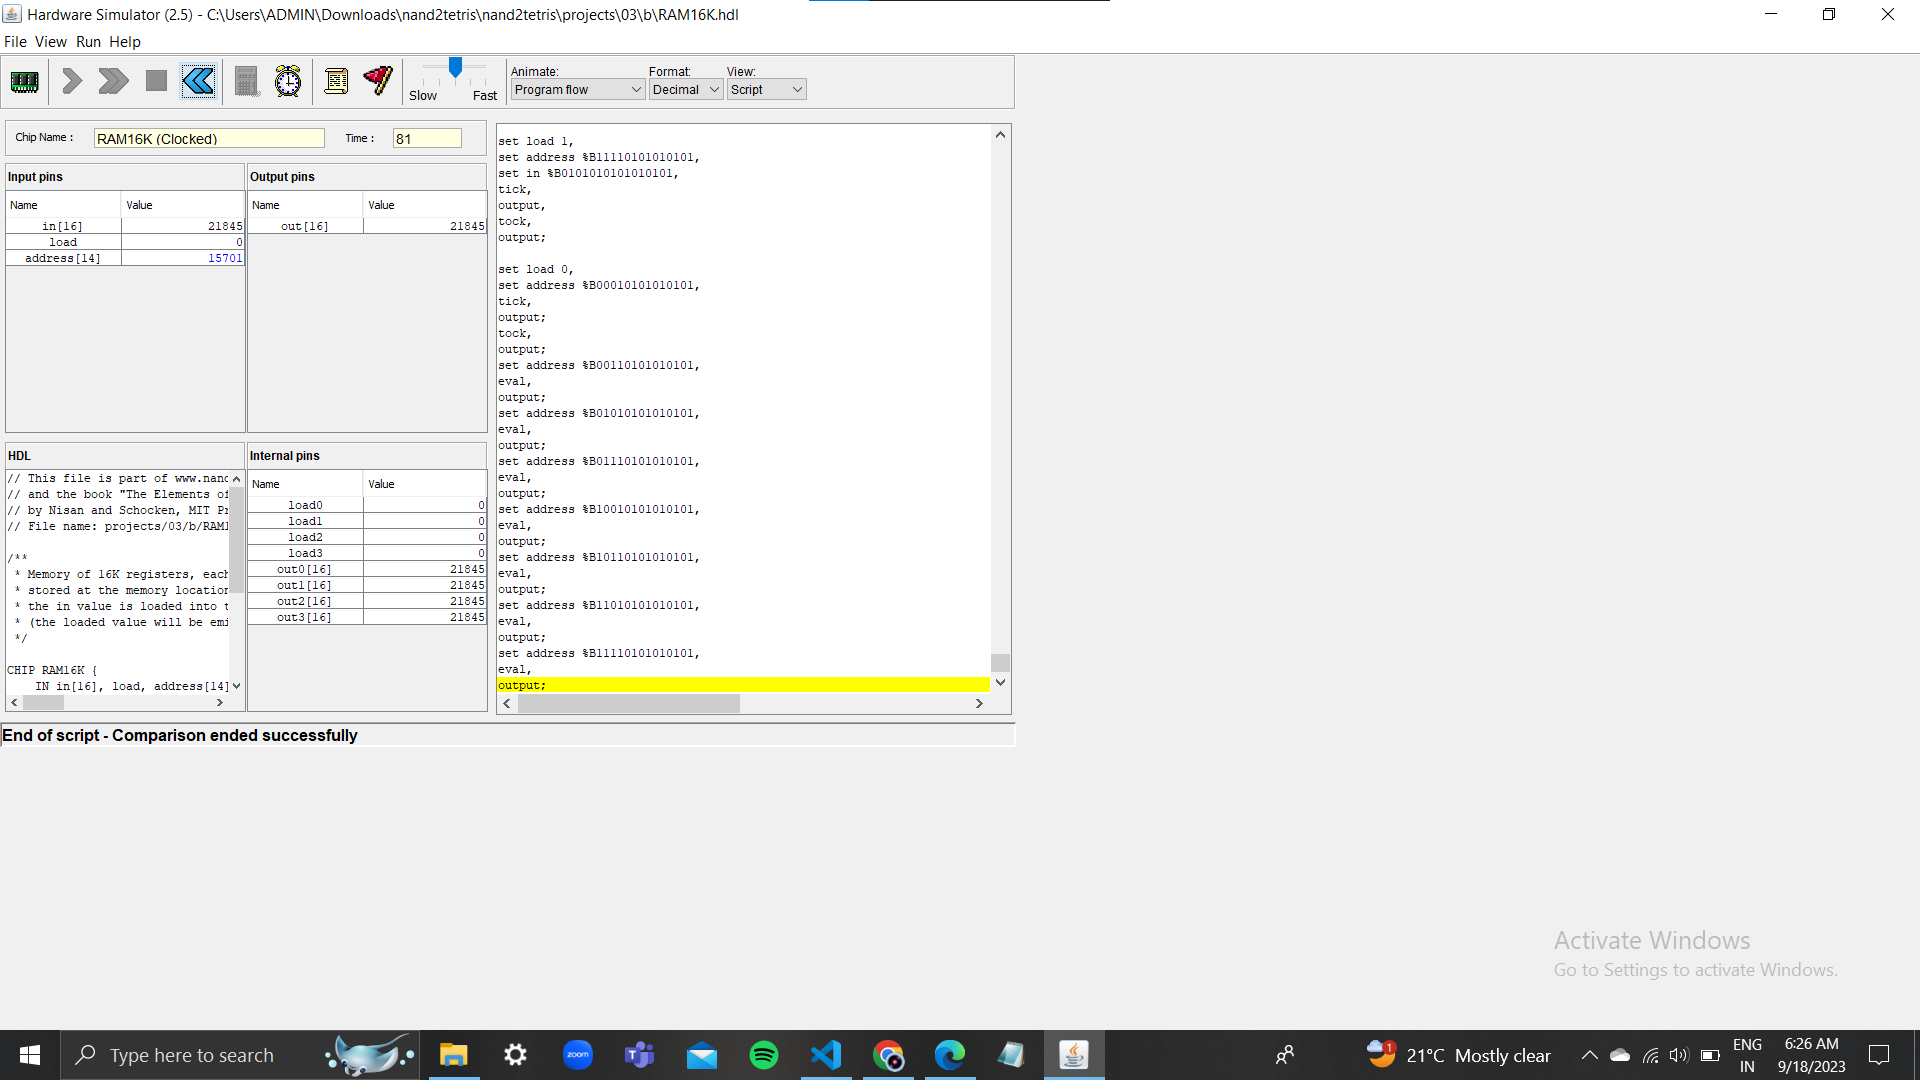 Hardware Simulator (2.5) - C:\Users\ADMIN\Downloads\nand2tetris\nand2tetris\projects\03\b\RAM16K.hdl
File View Run Help
Slow Fast
Animate:
Program flow
Format:
Decimal
View:
Script
Chip Name :
RAM16K (Clocked)
Time :
81
Input pins
Name Value
in[16] 21845
load 0
address[14] 15701
Output pins
Name Value
out[16] 21845
HDL
// This file is part of www.nand
// and the book "The Elements of
// by Nisan and Schocken, MIT Pr
// File name: projects/03/b/RAM1
/**
* Memory of 16K registers, each
* stored at the memory location
* the in value is loaded into t
* (the loaded value will be emi
*/
CHIP RAM16K {
IN in[16], load, address[14]
Internal pins
Name Value
load0 0
load1 0
load2 0
load3 0
out0[16] 21845
out1[16] 21845
out2[16] 21845
out3[16] 21845
set load 1,
set address %B11110101010101,
set in %B0101010101010101,
tick,
output,
tock,
output;
set load 0,
set address %B00010101010101,
tick,
output;
tock,
output;
set address %B00110101010101,
eval,
output;
set address %B01010101010101,
eval,
output;
set address %B01110101010101,
eval,
output;
set address %B10010101010101,
eval,
output;
set address %B10110101010101,
eval,
output;
set address %B11010101010101,
eval,
output;
set address %B11110101010101,
eval,
output;
End of script - Comparison ended successfully
Activate Windows
Go to Settings to activate Windows.
Type here to search
zoom
1
21°C Mostly clear
ENG
IN
6:26 AM
9/18/2023